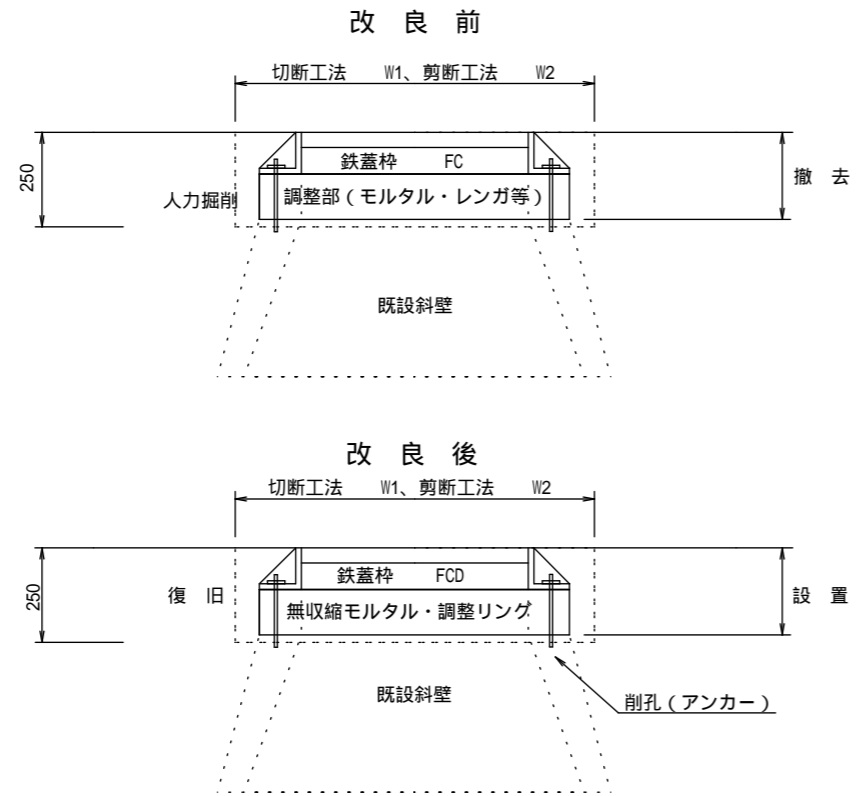 改良前
切断工法 W1、剪断工法 W2
250
鉄蓋枠 FC
撤去
人力掘削
調整部（モルタル・レンガ等）
既設斜壁
改良後
切断工法 W1、剪断工法 W2
250
鉄蓋枠 FCD
復旧
設置
無収縮モルタル・調整リング
既設斜壁
削孔（アンカー）